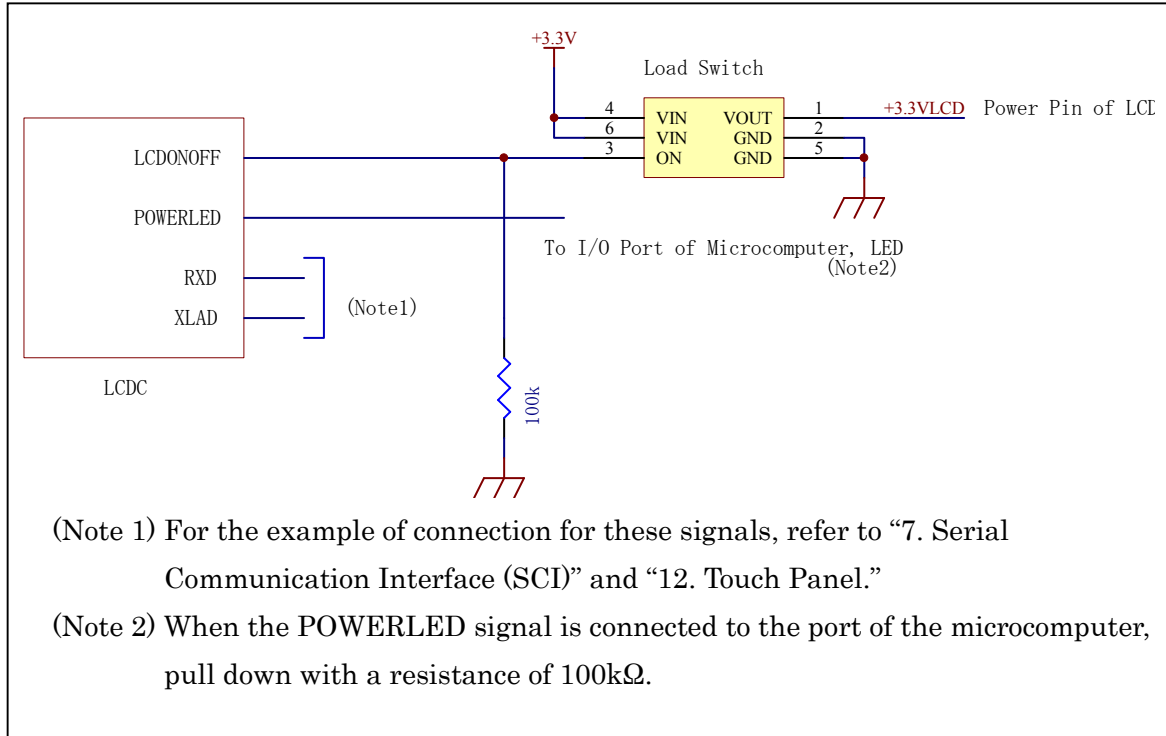 +3.3V
Load Switch
4 VIN VOUT 1 +3.3VLCD Power Pin of LCD
6 VIN GND 2
3 ON GND 5
LCDONOFF
POWERLED
To I/O Port of Microcomputer, LED
(Note2)
RXD
(Note1)
XLAD
LCDC
100k
(Note 1) For the example of connection for these signals, refer to “7. Serial
Communication Interface (SCI)” and “12. Touch Panel.”
(Note 2) When the POWERLED signal is connected to the port of the microcomputer,
pull down with a resistance of 100kΩ.